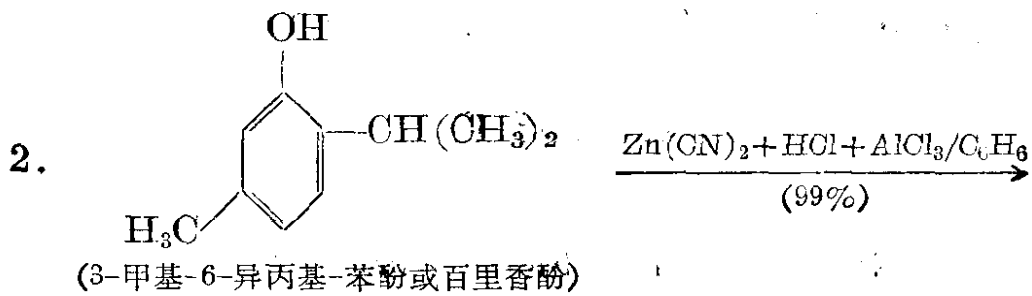 OH
CH(CH₃)₂
2.
Zn(CN)₂+HCl+AlCl₃/C₆H₆
(99%)
H₃C
(3-甲基-6-异丙基-苯酚或百里香酚)